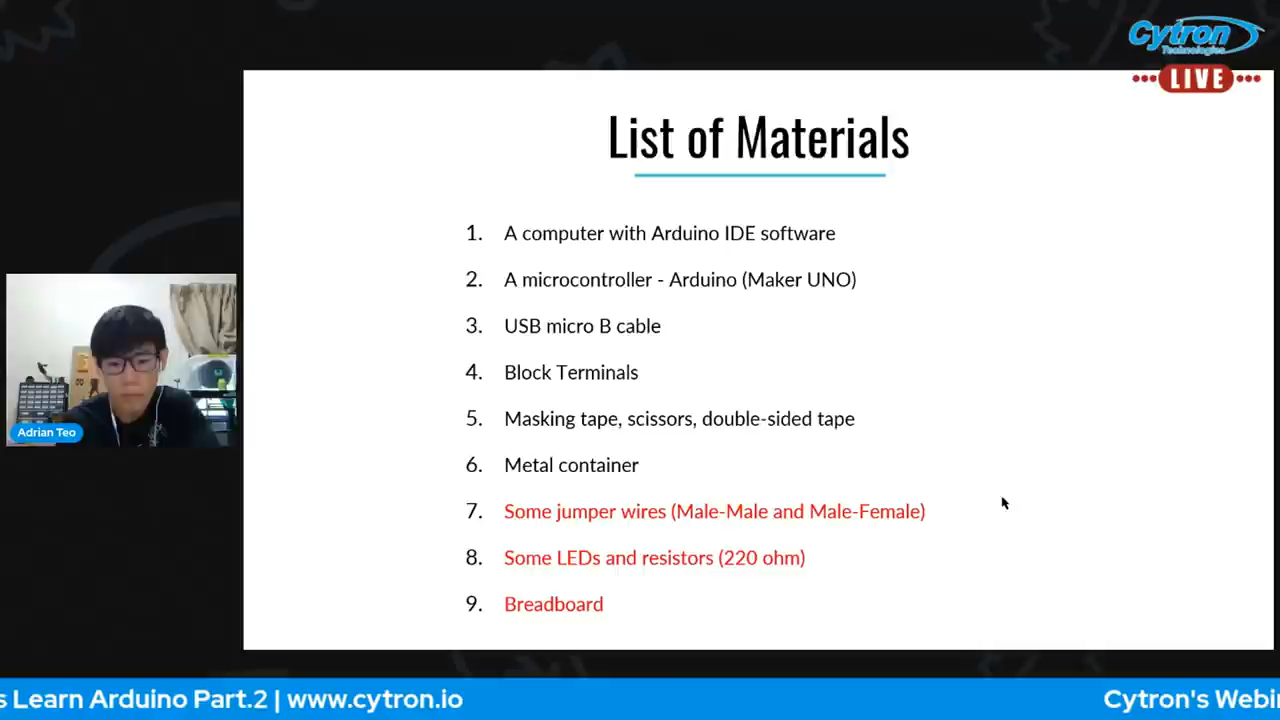 Cytron
Technologies
LIVE
List of Materials
1. A computer with Arduino IDE software
2. A microcontroller - Arduino (Maker UNO)
3. USB micro B cable
4. Block Terminals
5. Masking tape, scissors, double-sided tape
6. Metal container
7. Some jumper wires (Male-Male and Male-Female)
8. Some LEDs and resistors (220 ohm)
9. Breadboard
Adrian Teo
s Learn Arduino Part.2 | www.cytron.io
Cytron's Webi